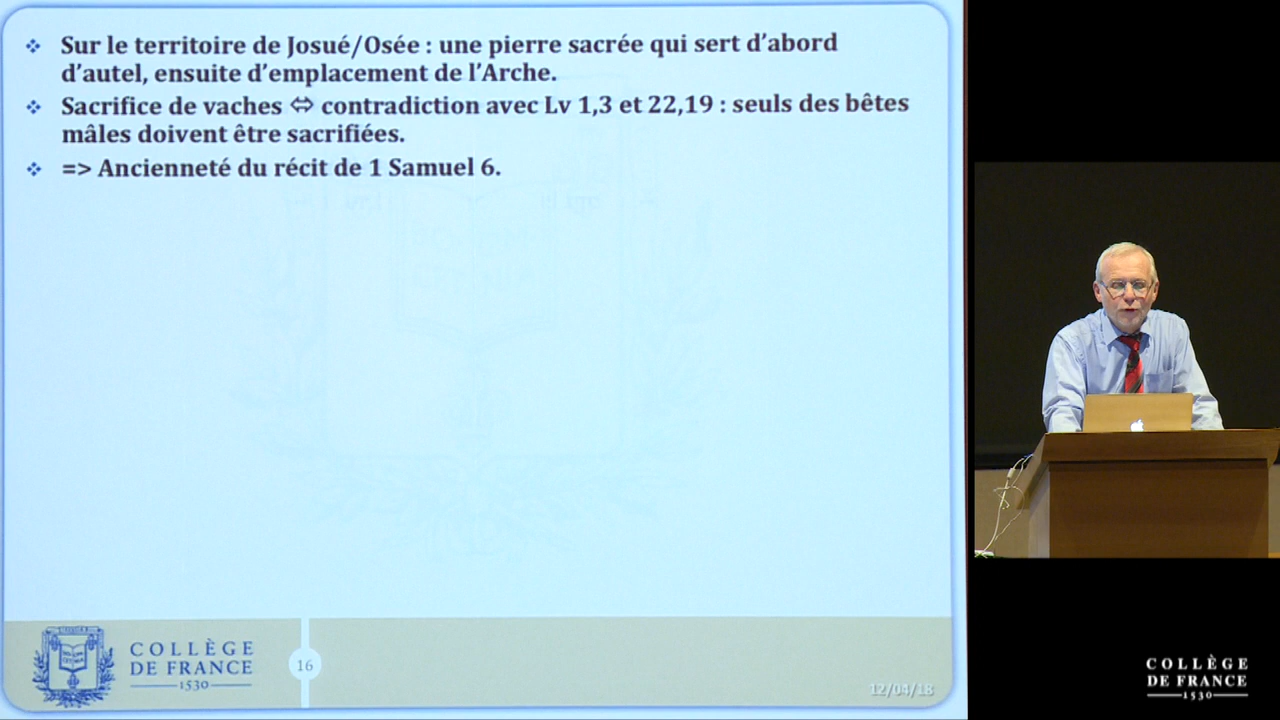 ❖ Sur le territoire de Josué/Osée : une pierre sacrée qui sert d’abord
d’autel, ensuite d’emplacement de l’Arche.
❖ Sacrifice de vaches ⇔ contradiction avec Lv 1,3 et 22,19 : seuls des bêtes
mâles doivent être sacrifiées.
❖ => Ancienneté du récit de 1 Samuel 6.
COLLÈGE
DE FRANCE
1530
16
12/04/18
COLLÈGE
DE FRANCE
1530